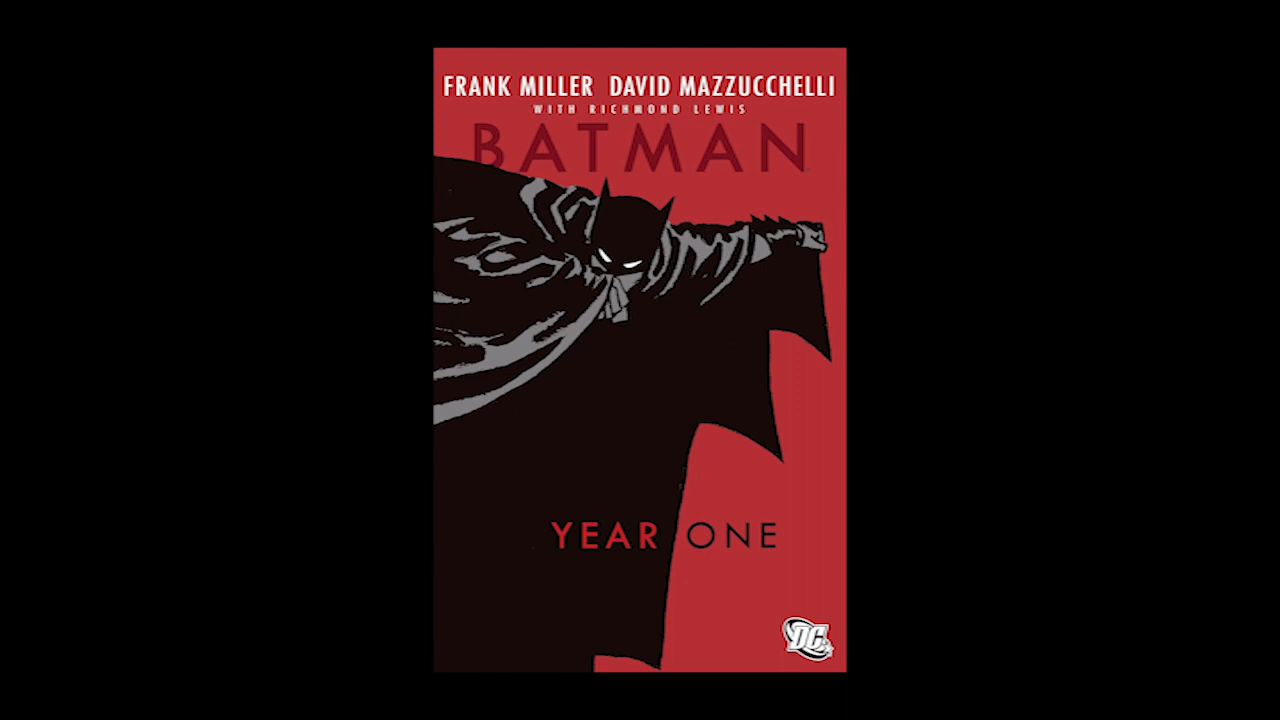 FRANK MILLER DAVID MAZZUCCHELLI
WITH RICHMOND LEWIS
BATMAN
YEAR ONE
DC